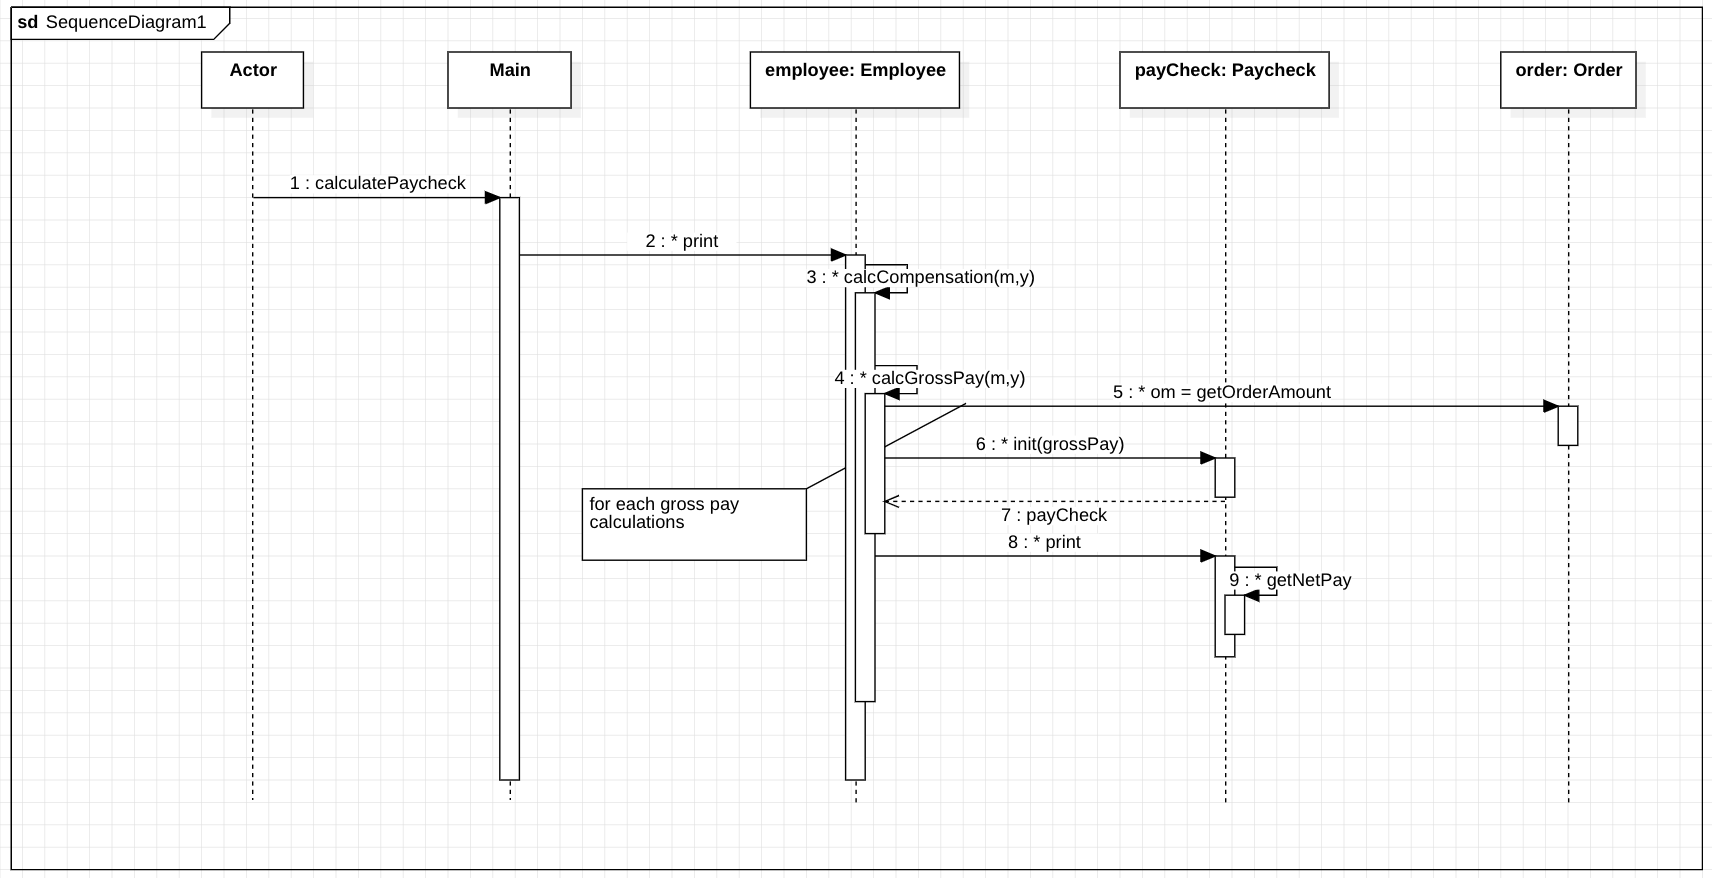 sd SequenceDiagram1
Actor
Main
employee: Employee
payCheck: Paycheck
order: Order
1 : calculatePaycheck
2 : * print
3 : * calcCompensation(m,y)
4 : * calcGrossPay(m,y)
5 : * om = getOrderAmount
6 : * init(grossPay)
for each gross pay
calculations
7 : payCheck
8 : * print
9 : * getNetPay